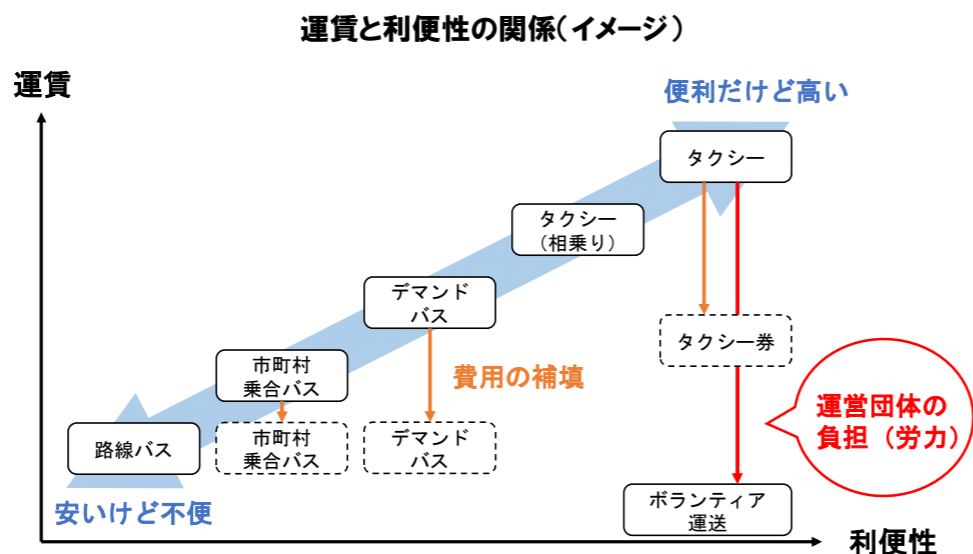 運賃と利便性の関係(イメージ)
運賃
便利だけど高い
タクシー
タクシー
(相乗り)
デマンド
バス
タクシー券
市町村
乗合バス
費用の補填
運営団体の
負担(労力)
路線バス
市町村
乗合バス
デマンド
バス
安いけど不便
ボランティア
運送
利便性